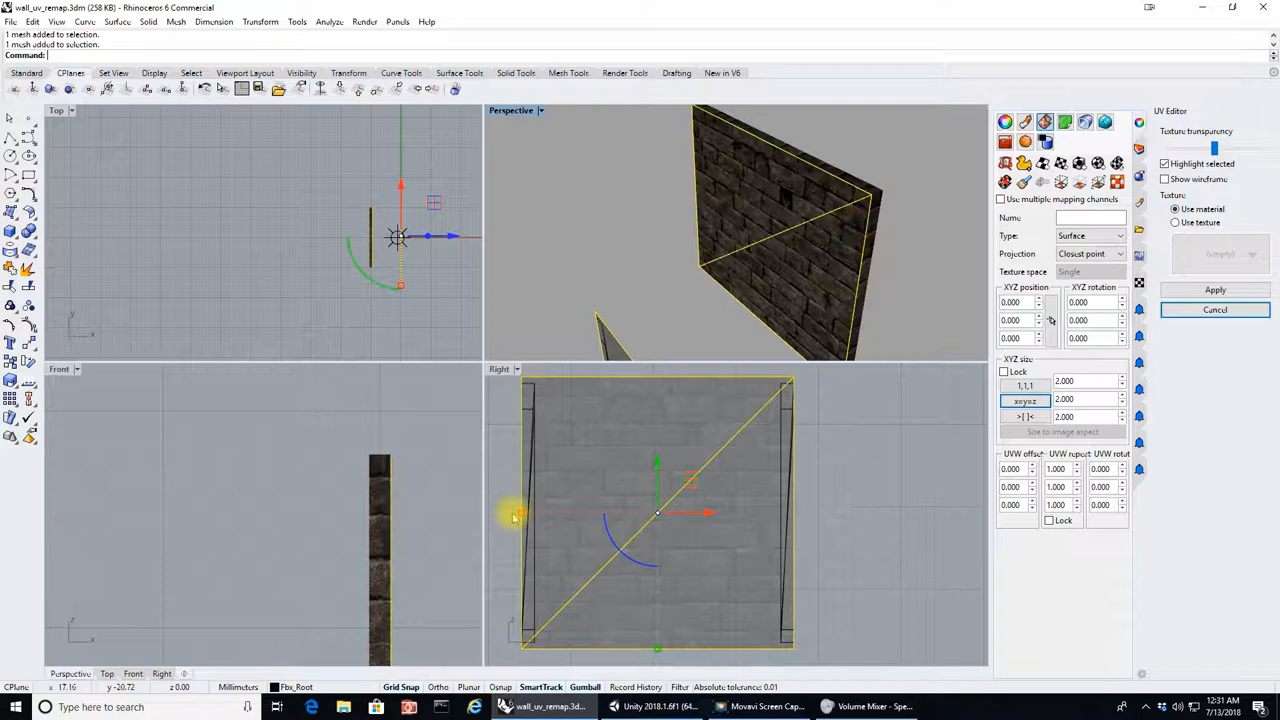 wall_uv_remap.3dm (258 KB) - Rhinoceros 6 Commercial
File Edit View Curve Surface Solid Mesh Dimension Transform Tools Analyze Render Panels Help
1 mesh added to selection.
1 mesh added to selection.
Command:
Standard CPlanes Set View Display Select Viewport Layout Visibility Transform Curve Tools Surface Tools Solid Tools Mesh Tools Render Tools Drafting New in V6
Top
Perspective
UV Editor
Texture transparency
Highlight selected
Show wireframe
Texture
Use material
Use texture
(empty)
Apply
Cancel
Use multiple mapping channels
Name
Type: Surface
Projection Closest point
Texture space Single
XYZ position XYZ rotation
0.000 0.000
0.000 0.000
0.000 0.000
XYZ size
Lock
1,1,1 2.000
x=y=z 2.000
>[ ]< 2.000
Size to image aspect
UVW offset UVW repeat UVW rotat
0.000 1.000 0.000
0.000 1.000 0.000
0.000 1.000 0.000
Lock
y
x
Front
Right
z
x
z
Perspective Top Front Right
CPlane x 17.16 y -20.72 z 0.00 Millimeters Fbx_Root Grid Snap Ortho Planar Osnap SmartTrack Gumball Record History Filter Absolute tolerance: 0.01
Type here to search
wall_uv_remap.3d...
Unity 2018.1.6f1 (64...
Movavi Screen Cap...
Volume Mixer - Spe...
12:31 AM
7/13/2018